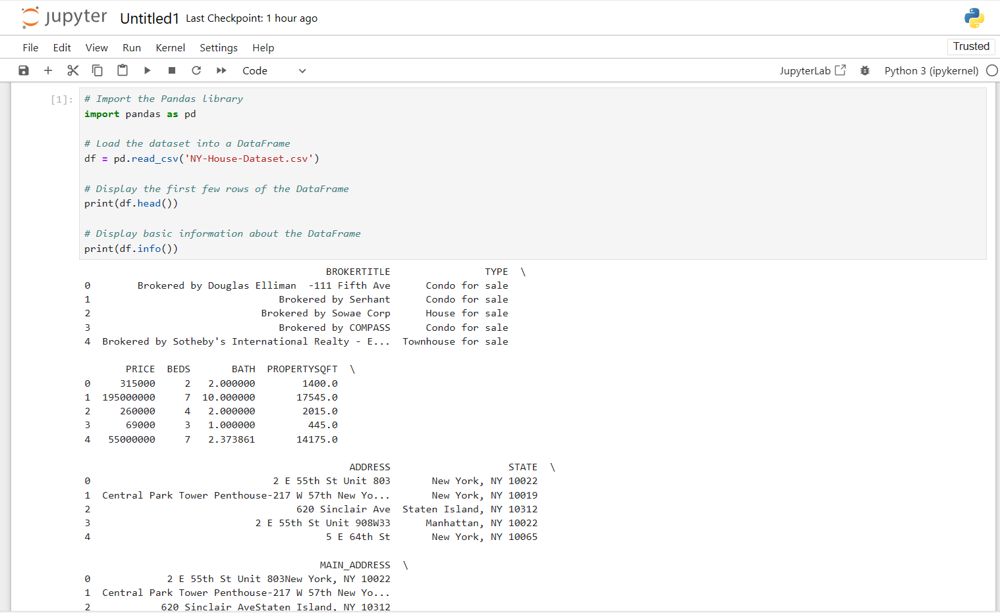 jupyter Untitled1 Last Checkpoint: 1 hour ago
File Edit View Run Kernel Settings Help Trusted
Code JupyterLab Python 3 (ipykernel)
[1]: # Import the Pandas library
import pandas as pd
# Load the dataset into a DataFrame
df = pd.read_csv('NY-House-Dataset.csv')
# Display the first few rows of the DataFrame
print(df.head())
# Display basic information about the DataFrame
print(df.info())
BROKERTITLE TYPE \
0 Brokered by Douglas Elliman  -111 Fifth Ave Condo for sale
1 Brokered by Serhant Condo for sale
2 Brokered by Sowae Corp House for sale
3 Brokered by COMPASS Condo for sale
4 Brokered by Sotheby's International Realty - E... Townhouse for sale
PRICE BEDS BATH PROPERTYSQFT \
0 315000 2 2.000000 1400.0
1 195000000 7 10.000000 17545.0
2 260000 4 2.000000 2015.0
3 69000 3 1.000000 445.0
4 55000000 7 2.373861 14175.0
ADDRESS STATE \
0 2 E 55th St Unit 803 New York, NY 10022
1 Central Park Tower Penthouse-217 W 57th New Yo... New York, NY 10019
2 620 Sinclair Ave Staten Island, NY 10312
3 2 E 55th St Unit 908W33 Manhattan, NY 10022
4 5 E 64th St New York, NY 10065
MAIN_ADDRESS \
0 2 E 55th St Unit 803New York, NY 10022
1 Central Park Tower Penthouse-217 W 57th New Yo...
2 620 Sinclair AveStaten Island, NY 10312